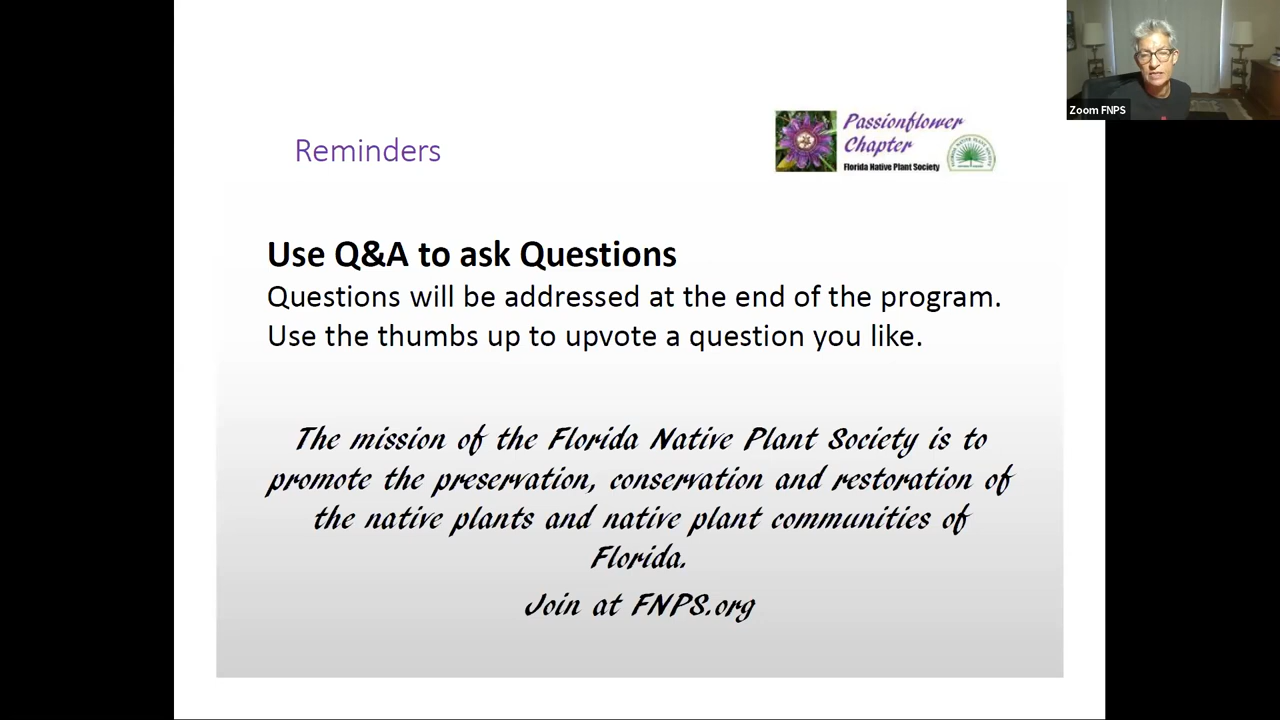 Zoom FNPS
Reminders
Passionflower
Chapter
Florida Native Plant Society
Use Q&A to ask Questions
Questions will be addressed at the end of the program.
Use the thumbs up to upvote a question you like.
The mission of the Florida Native Plant Society is to
promote the preservation, conservation and restoration of
the native plants and native plant communities of
Florida.
Join at FNPS.org